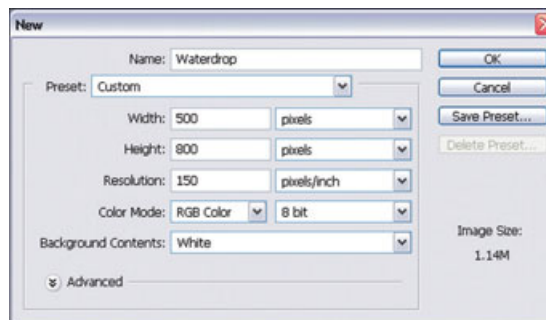 New
Name: Waterdrop
OK
Preset: Custom
Cancel
Width: 500 pixels
Save Preset...
Height: 800 pixels
Delete Preset...
Resolution: 150 pixels/inch
Color Mode: RGB Color 8 bit
Background Contents: White
Image Size:
1.14M
Advanced